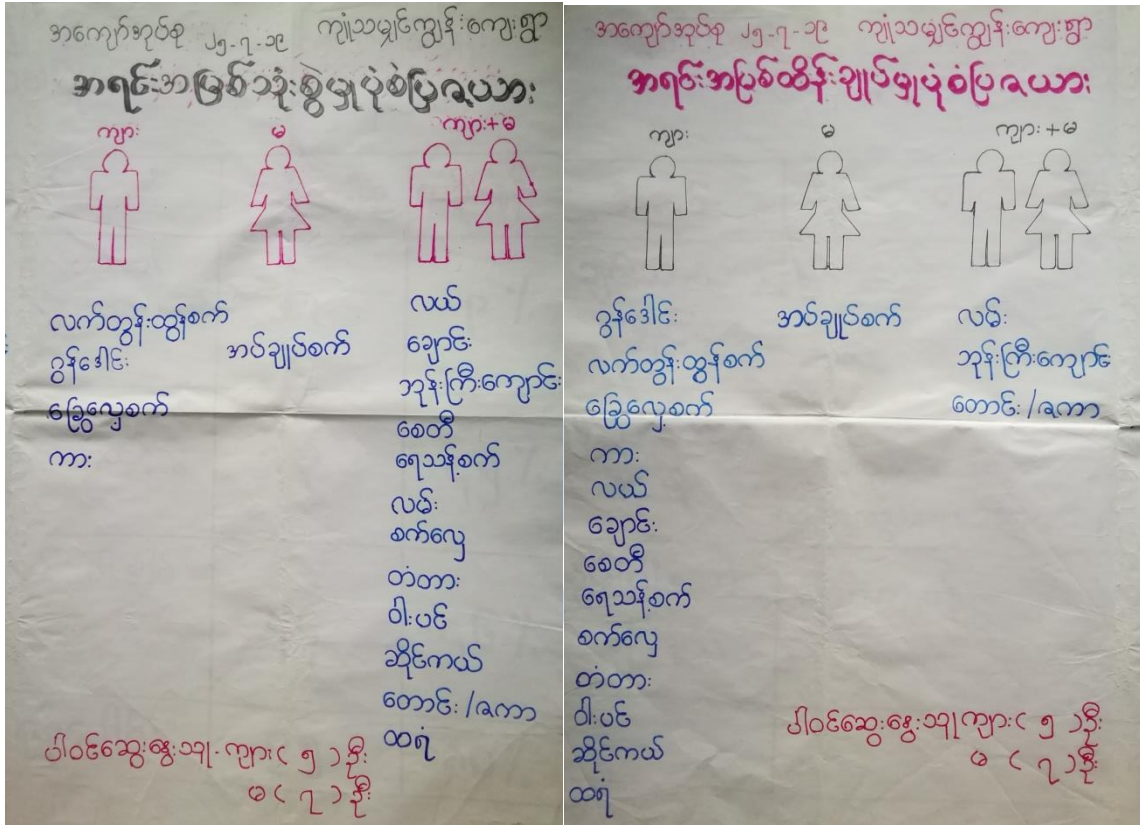 အကျော်အုပ်စု ၂၅-၇-၁၉ ကျုံသမျှင်ကျွန်းကျေးရွာ
အရင်းအမြစ်သုံးစွဲမှုပုံစံပြဇယား
ကျား မ ကျား+မ
လက်တွန်းထွန်စက်
ဂွန်ဒေါင်း
ခြွေလှေ့စက်
ကား
အပ်ချုပ်စက်
လယ်
ချောင်း
ဘုန်းကြီးကျောင်း
စေတီ
ရေသန့်စက်
လမ်း
စက်လှေ
တံတား
ဝါးပင်
ဆိုင်ကယ်
တောင်း/ဇကာ
ထရံ
ပါဝင်ဆွေးနွေးသူ - ကျား ( ၅ ) ဦး
မ ( ၇ ) ဦး
အကျော်အုပ်စု ၂၅-၇-၁၉ ကျုံသမျှင်ကျွန်းကျေးရွာ
အရင်းအမြစ်ထိန်းချုပ်မှုပုံစံပြဇယား
ကျား မ ကျား+မ
ဂွန်ဒေါင်း
လက်တွန်းထွန်စက်
ခြွေလှေ့စက်
ကား
လယ်
ချောင်း
စေတီ
ရေသန့်စက်
စက်လှေ
တံတား
ဝါးပင်
ဆိုင်ကယ်
ထရံ
အပ်ချုပ်စက်
လမ်း
ဘုန်းကြီးကျောင်း
တောင်း/ဇကာ
ပါဝင်ဆွေးနွေးသူ ကျား ( ၅ ) ဦး
မ ( ၇ ) ဦး